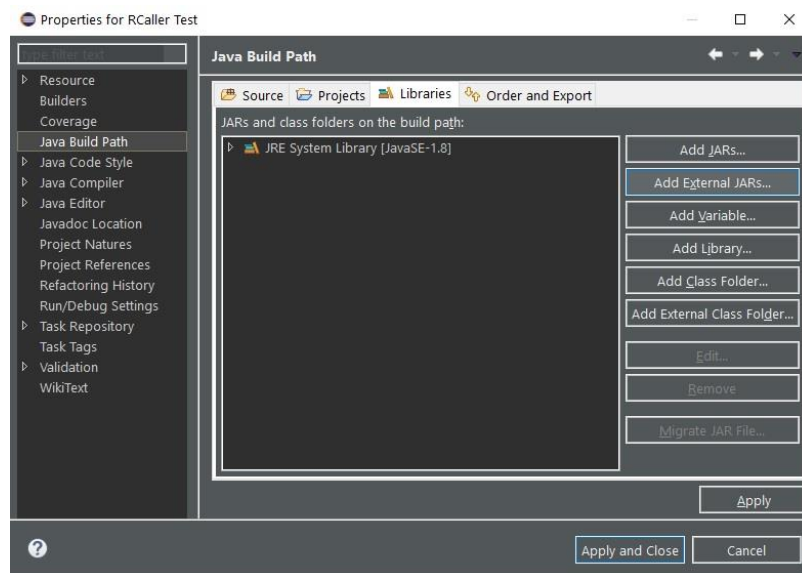 Properties for RCaller Test
type filter text
Java Build Path
Resource
Builders
Coverage
Java Build Path
Java Code Style
Java Compiler
Java Editor
Javadoc Location
Project Natures
Project References
Refactoring History
Run/Debug Settings
Task Repository
Task Tags
Validation
WikiText
Source Projects Libraries Order and Export
JARs and class folders on the build path:
JRE System Library [JavaSE-1.8]
Add JARs...
Add External JARs...
Add Variable...
Add Library...
Add Class Folder...
Add External Class Folder...
Edit...
Remove
Migrate JAR File...
Apply
Apply and Close Cancel